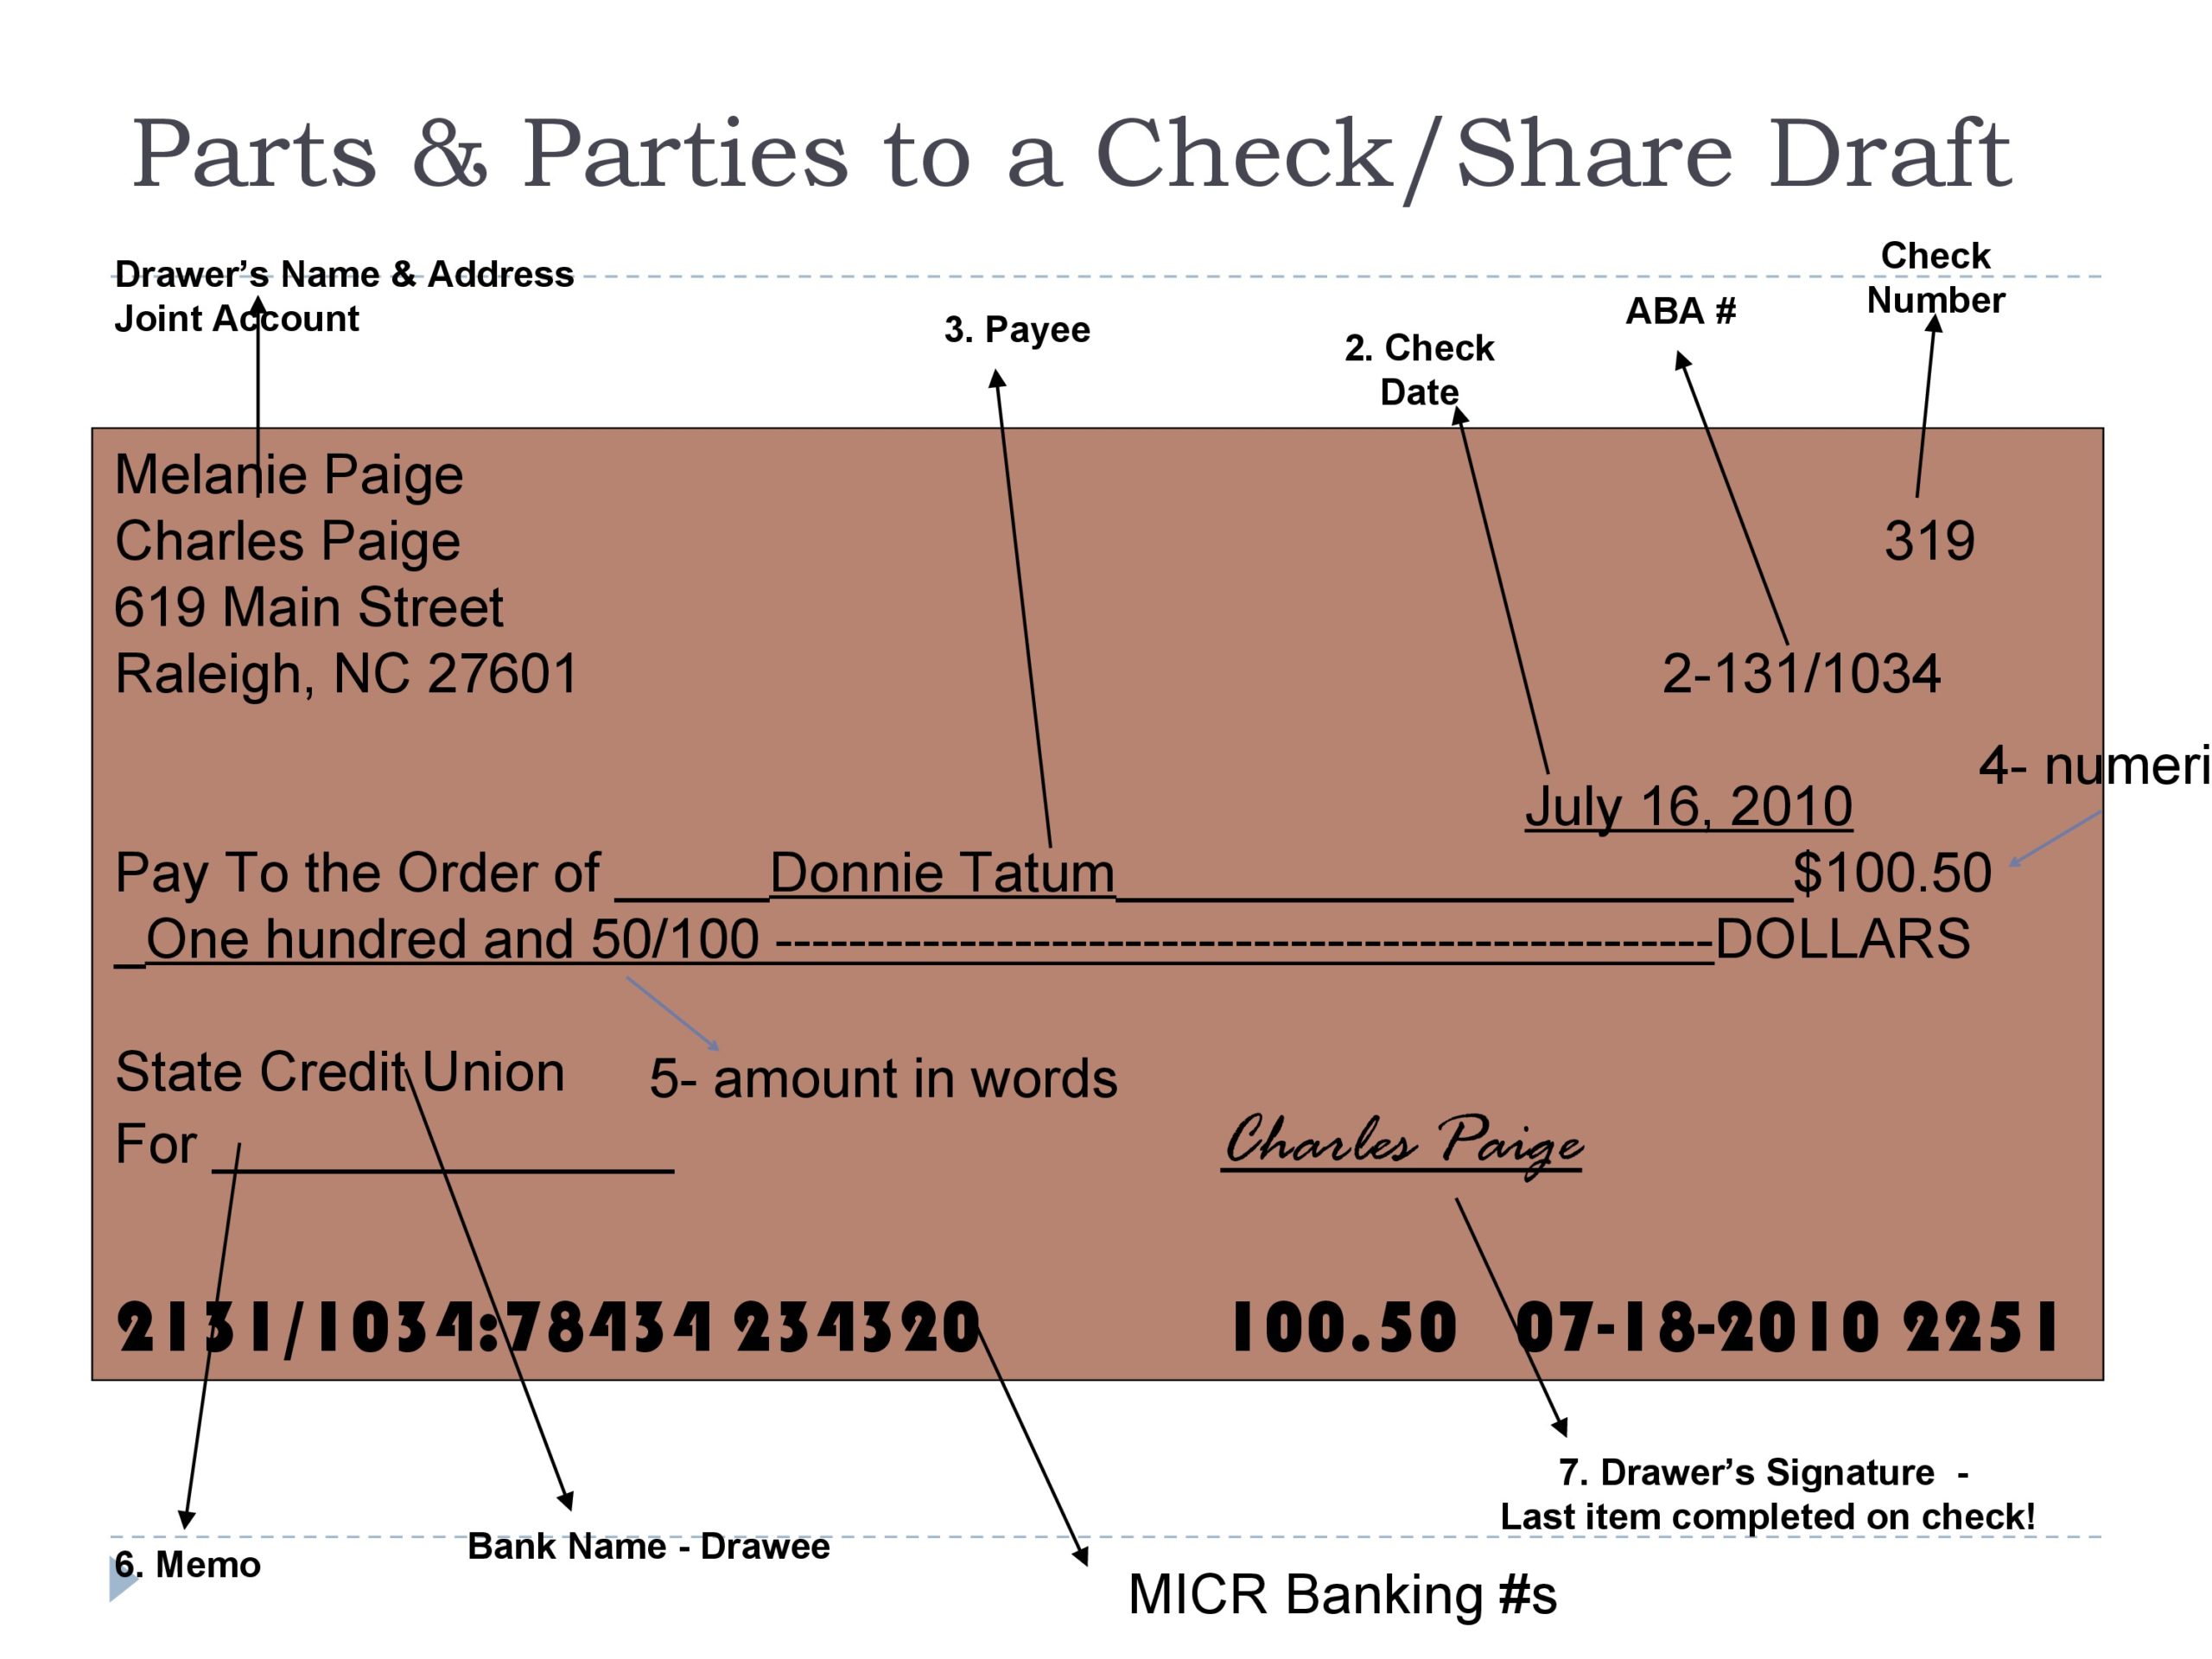 Parts & Parties to a Check/Share Draft
Drawer’s Name & Address
Joint Account
3. Payee
2. Check
Date
ABA #
Check
Number
Melanie Paige
Charles Paige
319
619 Main Street
Raleigh, NC 27601
2-131/1034
4- numeri
July 16, 2010
Pay To the Order of _____Donnie Tatum______________________$100.50
_One hundred and 50/100 -------------------------------------------------------------DOLLARS
State Credit Union
5- amount in words
For _______________
Charles Paige
2131/1034:78434 234320 100.50 07-18-2010 2251
7. Drawer’s Signature -
Last item completed on check!
Bank Name - Drawee
6. Memo
MICR Banking #s